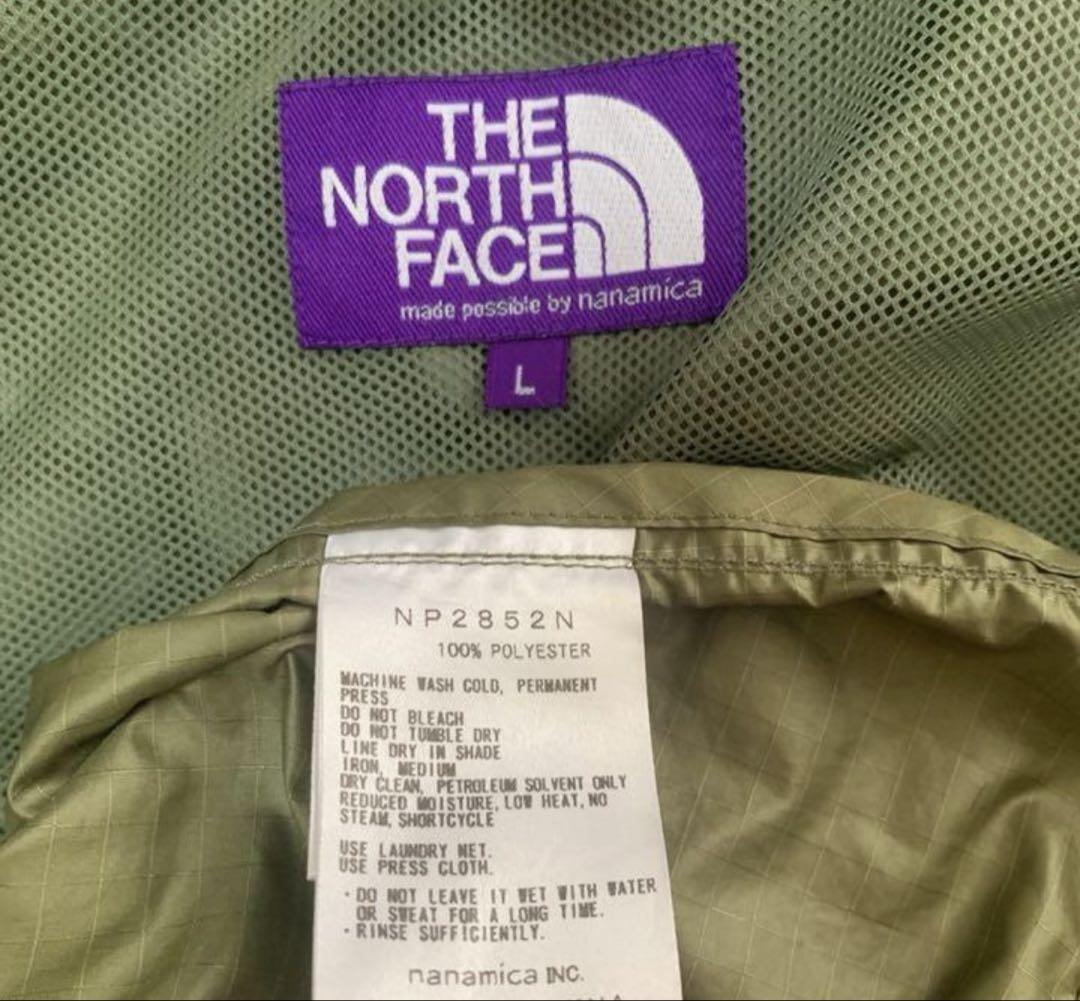 THE
NORTH
FACE
made possible by nanamica
L
NP2852N
100% POLYESTER
MACHINE WASH COLD, PERMANENT
PRESS
DO NOT BLEACH
DO NOT TUMBLE DRY
LINE DRY IN SHADE
IRON, MEDIUM
DRY CLEAN, PETROLEUM SOLVENT ONLY
REDUCED MOISTURE, LOW HEAT, NO
STEAM, SHORTCYCLE
USE LAUNDRY NET.
USE PRESS CLOTH.
・DO NOT LEAVE IT WET WITH WATER
OR SWEAT FOR A LONG TIME.
・RINSE SUFFICIENTLY.
nanamica INC.